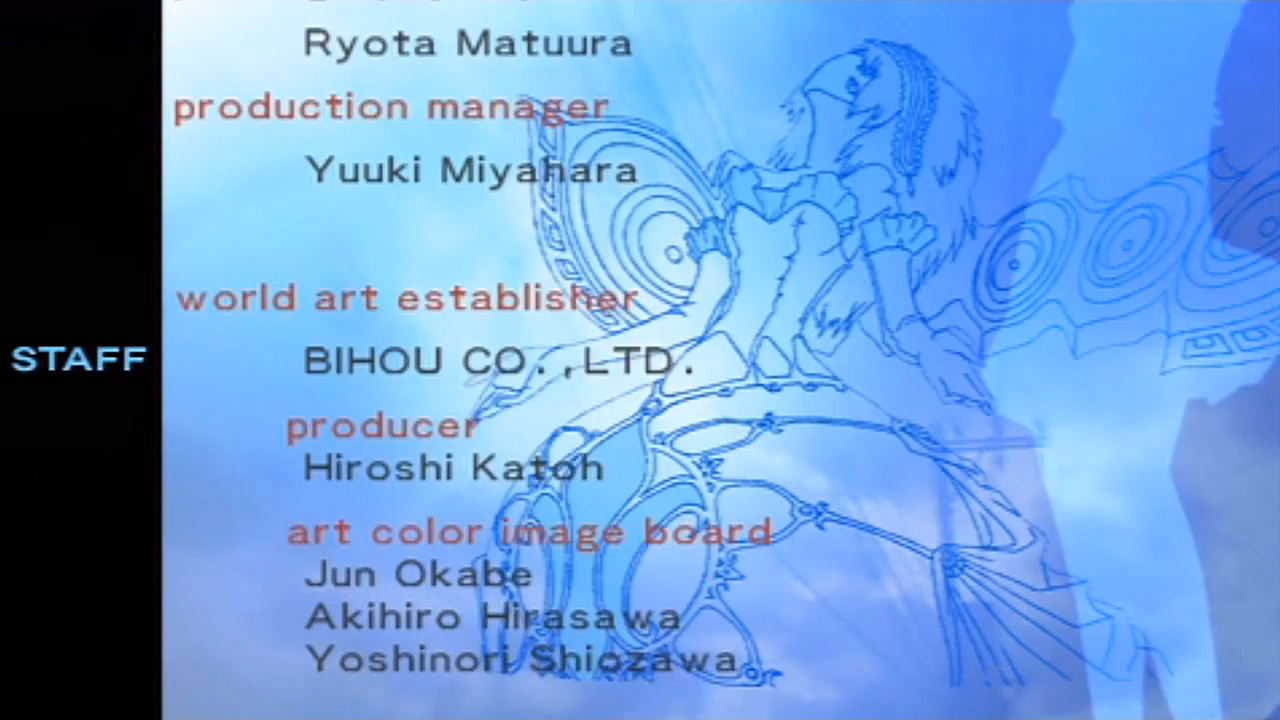 Ryota Matuura
production manager
Yuuki Miyahara
world art establisher
STAFF
BIHOU CO.,LTD.
producer
Hiroshi Katoh
art color image board
Jun Okabe
Akihiro Hirasawa
Yoshinori Shiozawa